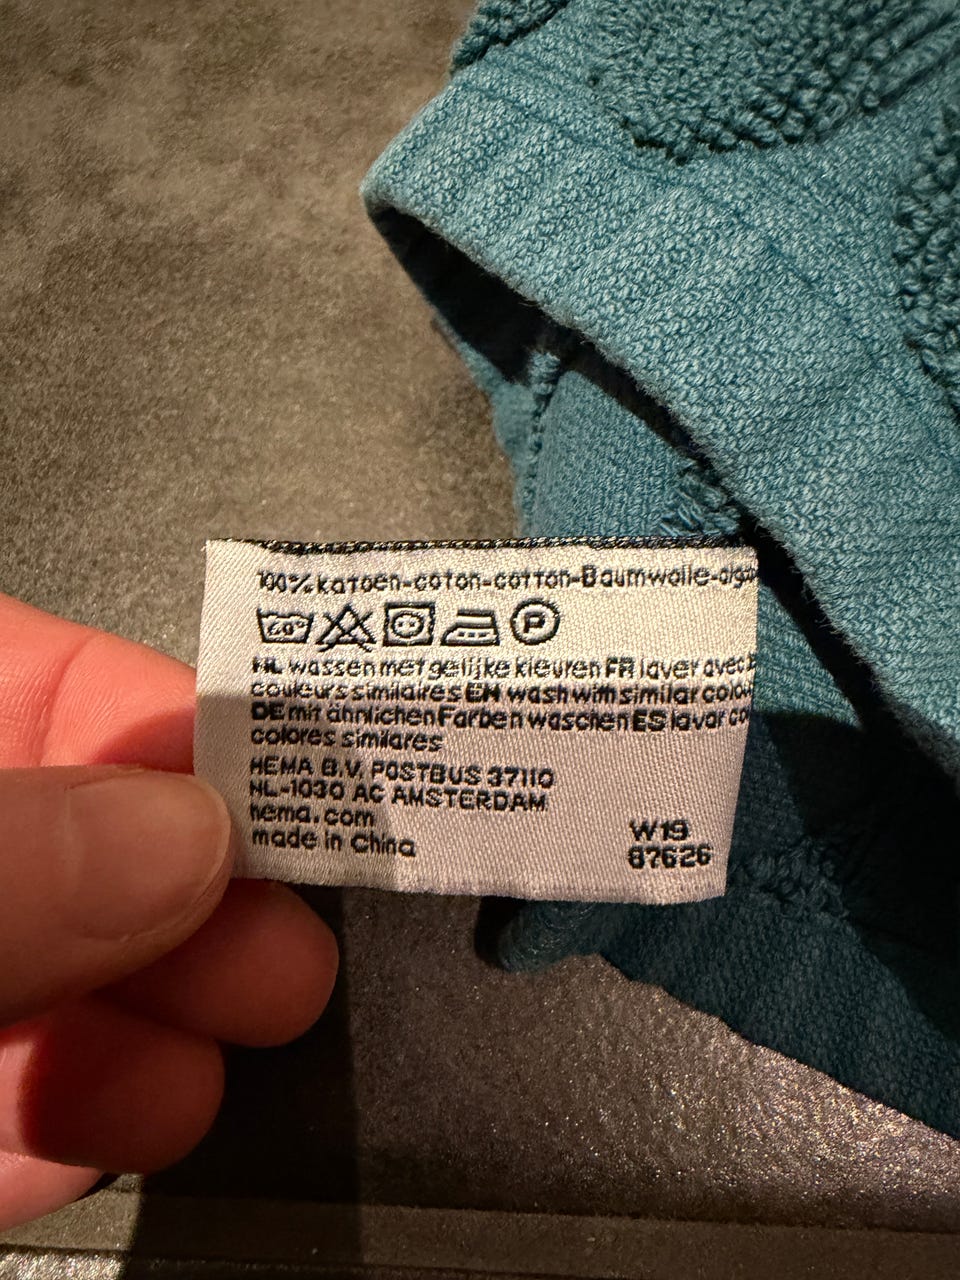 100% katoen-coton-cotton-Baumwolle-
60°
P
NL wassen met gelijke kleuren FR laver avec
couleurs similaires EN wash with similar
DE mit ähnlichen Farben waschen ES lavar
colores similares
HEMA B.V. POSTBUS 37110
NL-1030 AC AMSTERDAM
hema.com
made in China
W19
87626